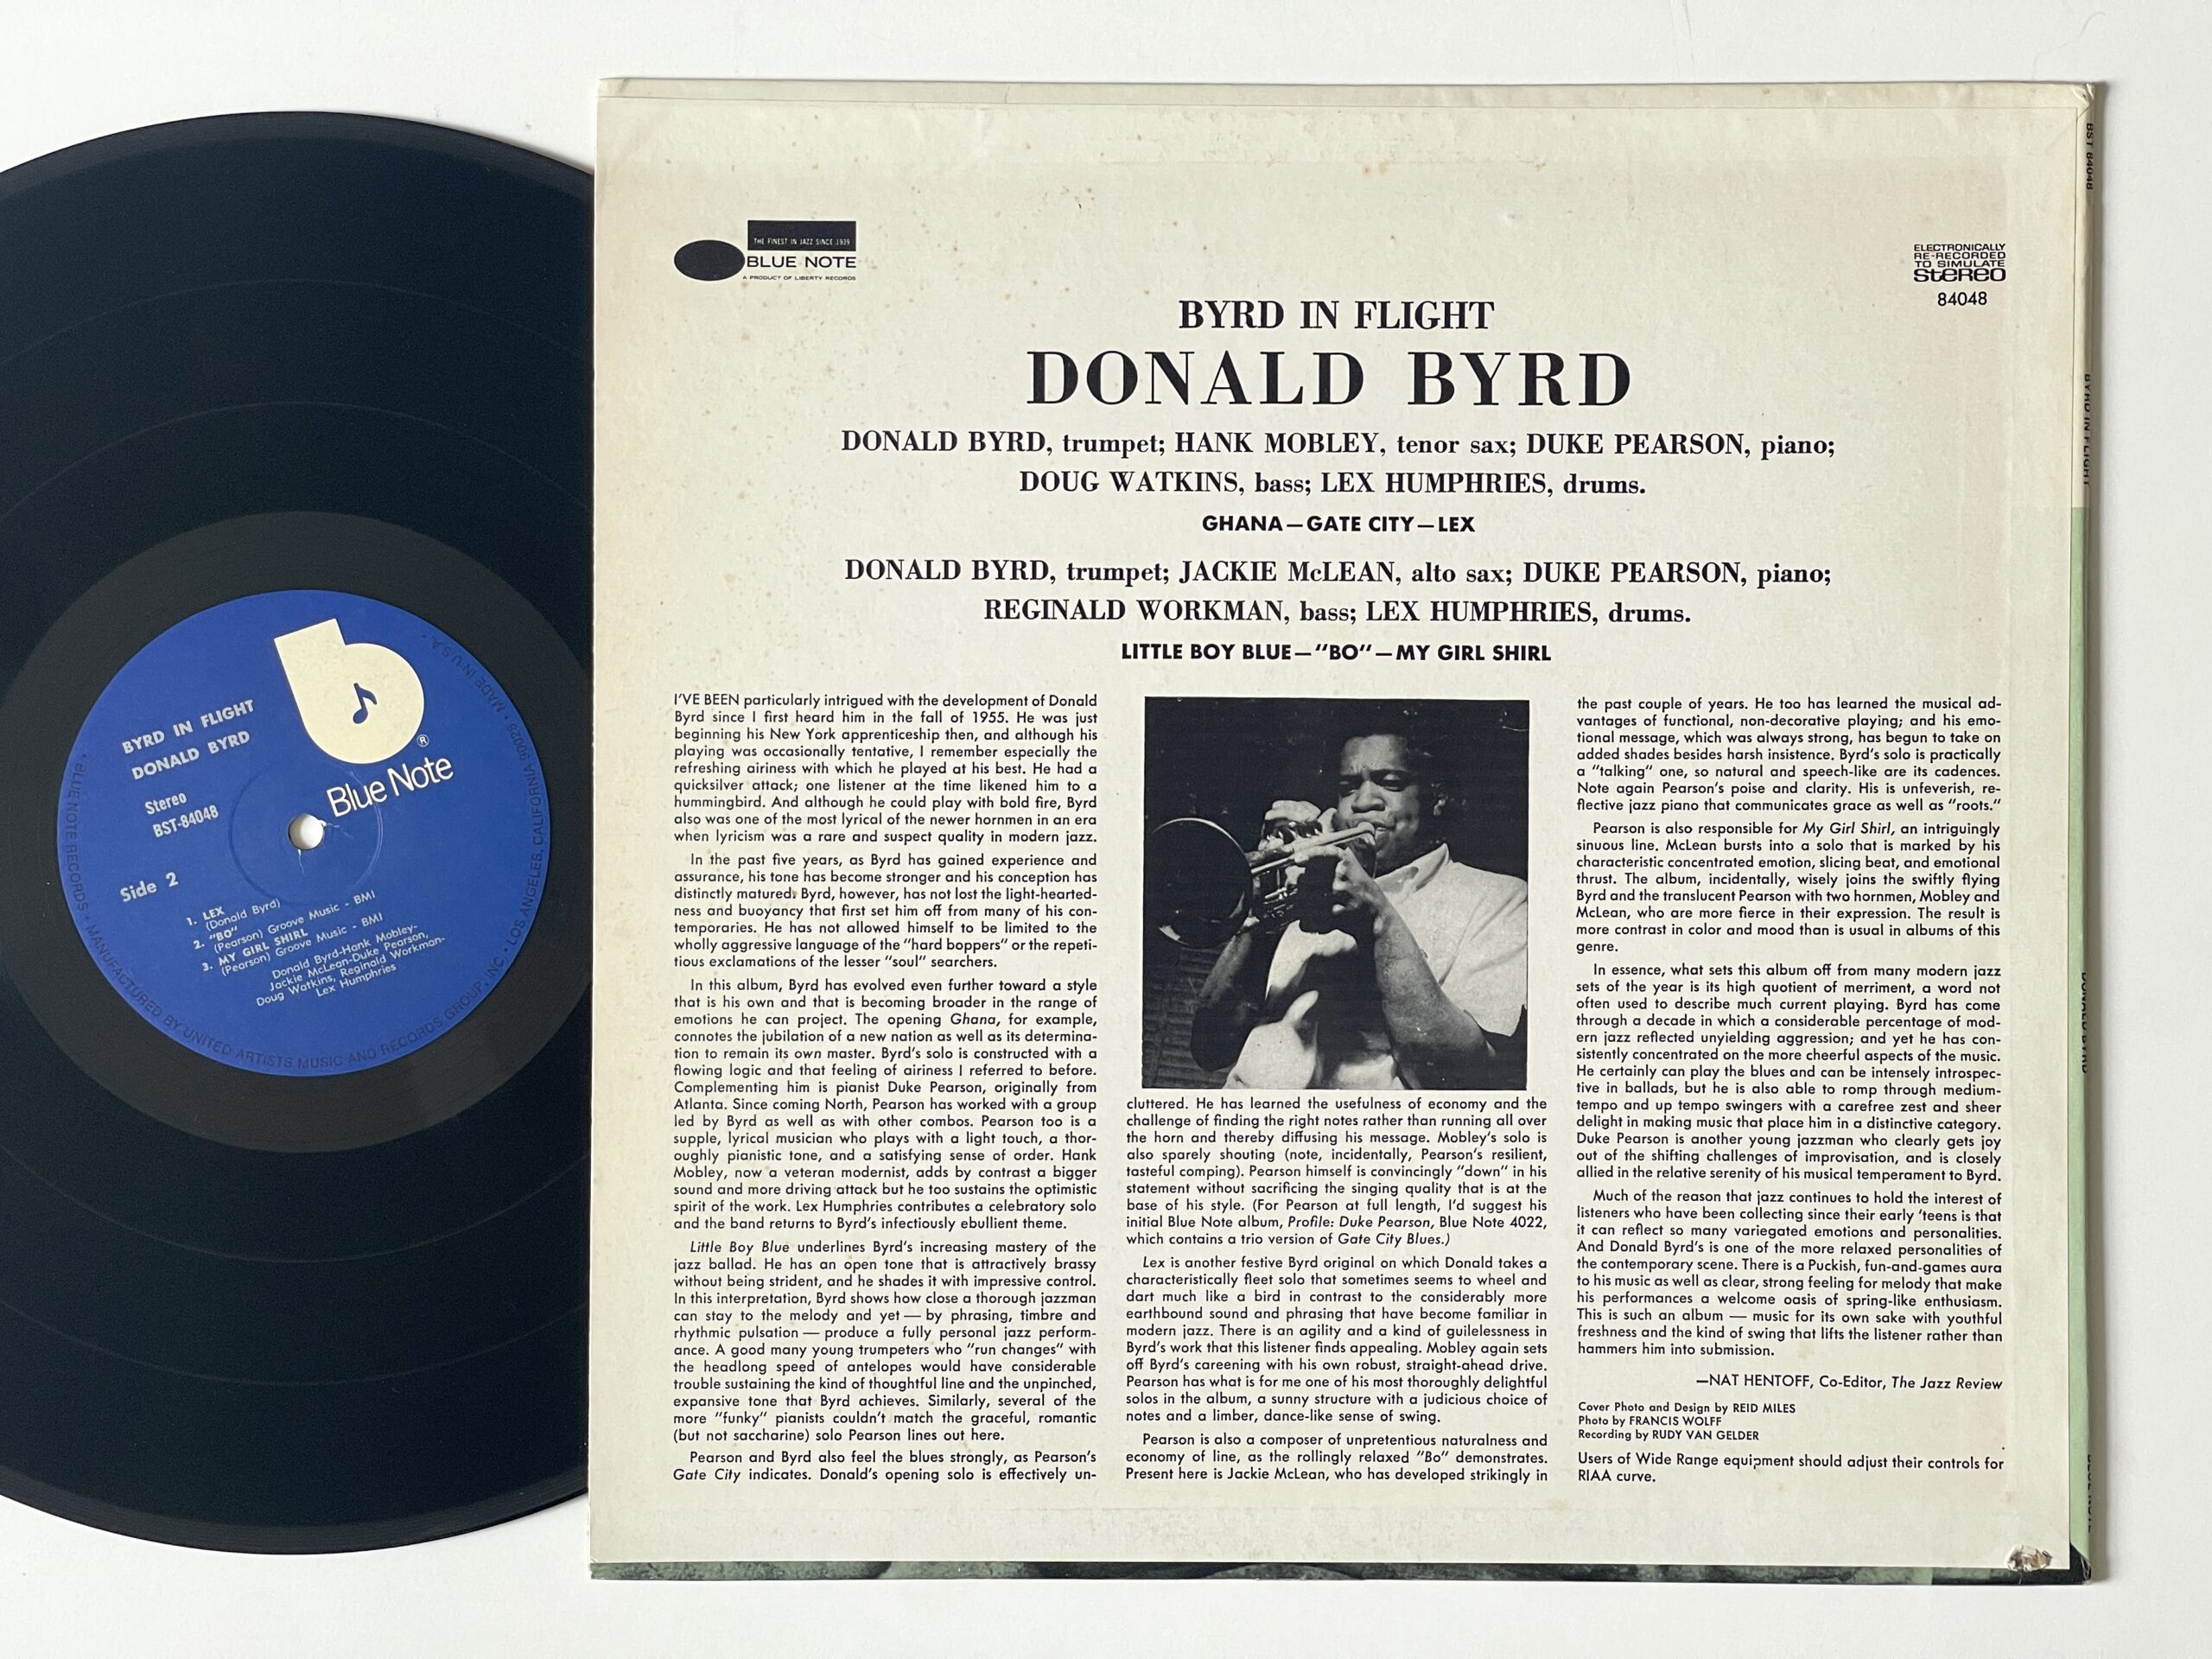 BYRD IN FLIGHT
DONALD BYRD
Stereo
BST-84048
Side 2
Blue Note
®
1. LEX
(Donald Byrd)
2. "BO"
(Pearson) Groove Music - BMI
3. MY GIRL SHIRL
(Pearson) Groove Music - BMI
Donald Byrd-Hank Mobley-
Jackie McLean-Duke Pearson,
Doug Watkins, Reginald Workman-
Lex Humphries
• BLUE NOTE RECORDS • MANUFACTURED BY UNITED ARTISTS MUSIC AND RECORDS GROUP, INC. • LOS ANGELES, CALIFORNIA 90028 • MADE IN U.S.A. •
THE FINEST IN JAZZ SINCE 1939
BLUE NOTE
A PRODUCT OF LIBERTY RECORDS
ELECTRONICALLY
RE-RECORDED
TO SIMULATE
STEREO
84048
BYRD IN FLIGHT
DONALD BYRD
DONALD BYRD, trumpet; HANK MOBLEY, tenor sax; DUKE PEARSON, piano;
DOUG WATKINS, bass; LEX HUMPHRIES, drums.
GHANA—GATE CITY—LEX
DONALD BYRD, trumpet; JACKIE McLEAN, alto sax; DUKE PEARSON, piano;
REGINALD WORKMAN, bass; LEX HUMPHRIES, drums.
LITTLE BOY BLUE—"BO"—MY GIRL SHIRL
I'VE BEEN particularly intrigued with the development of Donald
Byrd since I first heard him in the fall of 1955. He was just
beginning his New York apprenticeship then, and although his
playing was occasionally tentative, I remember especially the
refreshing airiness with which he played at his best. He had a
quicksilver attack; one listener at the time likened him to a
hummingbird. And although he could play with bold fire, Byrd
also was one of the most lyrical of the newer hornmen in an era
when lyricism was a rare and suspect quality in modern jazz.
In the past five years, as Byrd has gained experience and
assurance, his tone has become stronger and his conception has
distinctly matured. Byrd, however, has not lost the light-hearted-
ness and buoyancy that first set him off from many of his con-
temporaries. He has not allowed himself to be limited to the
wholly aggressive language of the "hard boppers" or the repeti-
tious exclamations of the lesser "soul" searchers.
In this album, Byrd has evolved even further toward a style
that is his own and that is becoming broader in the range of
emotions he can project. The opening Ghana, for example,
connotes the jubilation of a new nation as well as its determina-
tion to remain its own master. Byrd's solo is constructed with a
flowing logic and that feeling of airiness I referred to before.
Complementing him is pianist Duke Pearson, originally from
Atlanta. Since coming North, Pearson has worked with a group
led by Byrd as well as with other combos. Pearson too is a
supple, lyrical musician who plays with a light touch, a thor-
oughly pianistic tone, and a satisfying sense of order. Hank
Mobley, now a veteran modernist, adds by contrast a bigger
sound and more driving attack but he too sustains the optimistic
spirit of the work. Lex Humphries contributes a celebratory solo
and the band returns to Byrd's infectiously ebullient theme.
Little Boy Blue underlines Byrd's increasing mastery of the
jazz ballad. He has an open tone that is attractively brassy
without being strident, and he shades it with impressive control.
In this interpretation, Byrd shows how close a thorough jazzman
can stay to the melody and yet — by phrasing, timbre and
rhythmic pulsation — produce a fully personal jazz perform-
ance. A good many young trumpeters who "run changes" with
the headlong speed of antelopes would have considerable
trouble sustaining the kind of thoughtful line and the unpinched,
expansive tone that Byrd achieves. Similarly, several of the
more "funky" pianists couldn't match the graceful, romantic
(but not saccharine) solo Pearson lines out here.
Pearson and Byrd also feel the blues strongly, as Pearson's
Gate City indicates. Donald's opening solo is effectively un-
cluttered. He has learned the usefulness of economy and the
challenge of finding the right notes rather than running all over
the horn and thereby diffusing his message. Mobley's solo is
also sparely shouting (note, incidentally, Pearson's resilient,
tasteful comping). Pearson himself is convincingly "down" in his
statement without sacrificing the singing quality that is at the
base of his style. (For Pearson at full length, I'd suggest his
initial Blue Note album, Profile: Duke Pearson, Blue Note 4022,
which contains a trio version of Gate City Blues.)
Lex is another festive Byrd original on which Donald takes a
characteristically fleet solo that sometimes seems to wheel and
dart much like a bird in contrast to the considerably more
earthbound sound and phrasing that have become familiar in
modern jazz. There is an agility and a kind of guilelessness in
Byrd's work that this listener finds appealing. Mobley again sets
off Byrd's careening with his own robust, straight-ahead drive.
Pearson has what is for me one of his most thoroughly delightful
solos in the album, a sunny structure with a judicious choice of
notes and a limber, dance-like sense of swing.
Pearson is also a composer of unpretentious naturalness and
economy of line, as the rollingly relaxed "Bo" demonstrates.
Present here is Jackie McLean, who has developed strikingly in
the past couple of years. He too has learned the musical ad-
vantages of functional, non-decorative playing; and his emo-
tional message, which was always strong, has begun to take on
added shades besides harsh insistence. Byrd's solo is practically
a "talking" one, so natural and speech-like are its cadences.
Note again Pearson's poise and clarity. His is unfeverish, re-
flective jazz piano that communicates grace as well as "roots."
Pearson is also responsible for My Girl Shirl, an intriguingly
sinuous line. McLean bursts into a solo that is marked by his
characteristic concentrated emotion, slicing beat, and emotional
thrust. The album, incidentally, wisely joins the swiftly flying
Byrd and the translucent Pearson with two hornmen, Mobley and
McLean, who are more fierce in their expression. The result is
more contrast in color and mood than is usual in albums of this
genre.
In essence, what sets this album off from many modern jazz
sets of the year is its high quotient of merriment, a word not
often used to describe much current playing. Byrd has come
through a decade in which a considerable percentage of mod-
ern jazz reflected unyielding aggression; and yet he has con-
sistently concentrated on the more cheerful aspects of the music.
He certainly can play the blues and can be intensely introspec-
tive in ballads, but he is also able to romp through medium-
tempo and up tempo swingers with a carefree zest and sheer
delight in making music that place him in a distinctive category.
Duke Pearson is another young jazzman who clearly gets joy
out of the shifting challenges of improvisation, and is closely
allied in the relative serenity of his musical temperament to Byrd.
Much of the reason that jazz continues to hold the interest of
listeners who have been collecting since their early 'teens is that
it can reflect so many variegated emotions and personalities.
And Donald Byrd's is one of the more relaxed personalities of
the contemporary scene. There is a Puckish, fun-and-games aura
to his music as well as clear, strong feeling for melody that make
his performances a welcome oasis of spring-like enthusiasm.
This is such an album — music for its own sake with youthful
freshness and the kind of swing that lifts the listener rather than
hammers him into submission.
—NAT HENTOFF, Co-Editor, The Jazz Review
Cover Photo and Design by REID MILES
Photo by FRANCIS WOLFF
Recording by RUDY VAN GELDER
Users of Wide Range equipment should adjust their controls for
RIAA curve.
BST 84048
BYRD IN FLIGHT
DONALD BYRD
BLUE NOTE